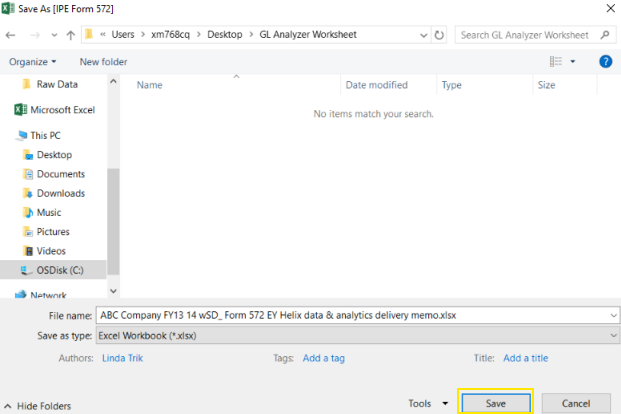 Save As [IPE Form 572]
« Users > xm768cq > Desktop > GL Analyzer Worksheet
Search GL Analyzer Worksheet
Organize
New folder
?
Name
Date modified
Type
Size
No items match your search.
Raw Data
Microsoft Excel
This PC
Desktop
Documents
Downloads
Music
Pictures
Videos
OSDisk (C:)
Network
File name: ABC Company FY13 14 wSD_ Form 572 EY Helix data & analytics delivery memo.xlsx
Save as type: Excel Workbook (*.xlsx)
Authors: Linda Trik
Tags: Add a tag
Title: Add a title
Hide Folders
Tools
Save
Cancel